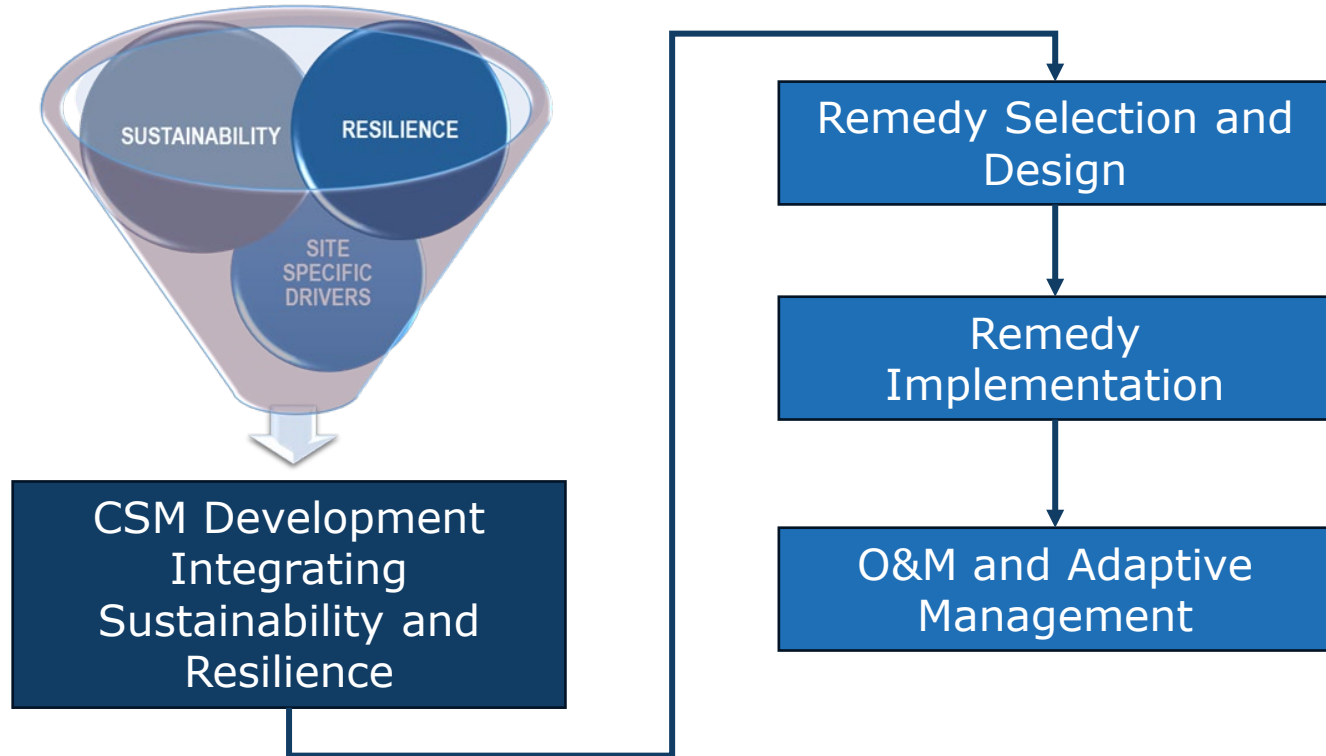 SUSTAINABILITY
RESILIENCE
SITE
SPECIFIC
DRIVERS
CSM Development
Integrating
Sustainability and
Resilience
Remedy Selection and
Design
Remedy
Implementation
O&M and Adaptive
Management